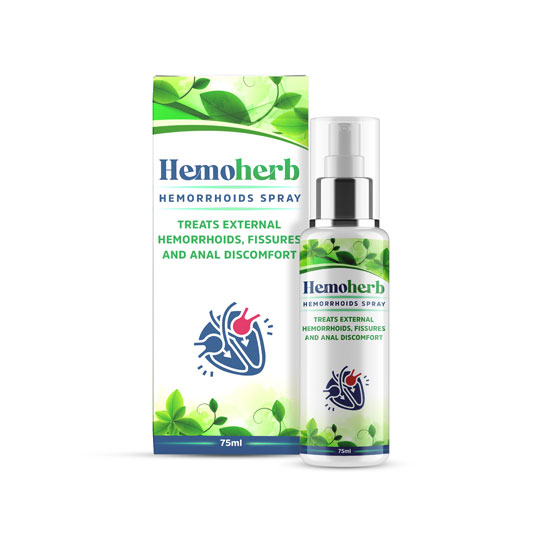 Hemoherb
HEMORRHOIDS SPRAY
TREATS EXTERNAL
HEMORRHOIDS, FISSURES
AND ANAL DISCOMFORT
75ml
Hemoherb
HEMORRHOIDS SPRAY
TREATS EXTERNAL
HEMORRHOIDS, FISSURES
AND ANAL DISCOMFORT
75ml